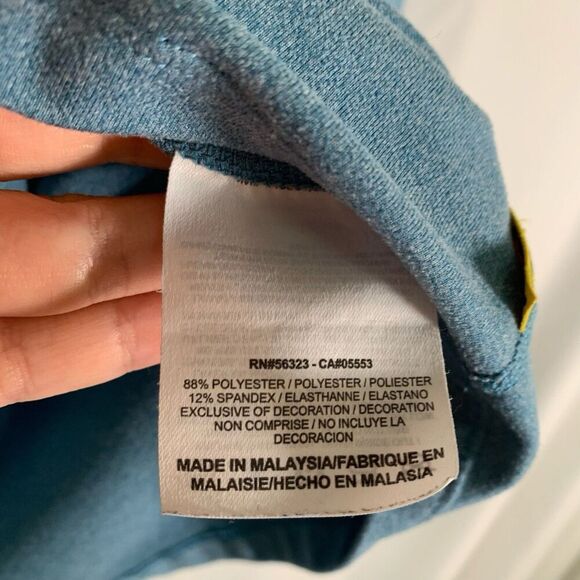 RN#56323 - CA#05553
88% POLYESTER / POLYESTER / POLIESTER
12% SPANDEX / ELASTHANNE / ELASTANO
EXCLUSIVE OF DECORATION / DECORATION
NON COMPRISE / NO INCLUYE LA
DECORACION
MADE IN MALAYSIA/FABRIQUE EN
MALAISIE/HECHO EN MALASIA